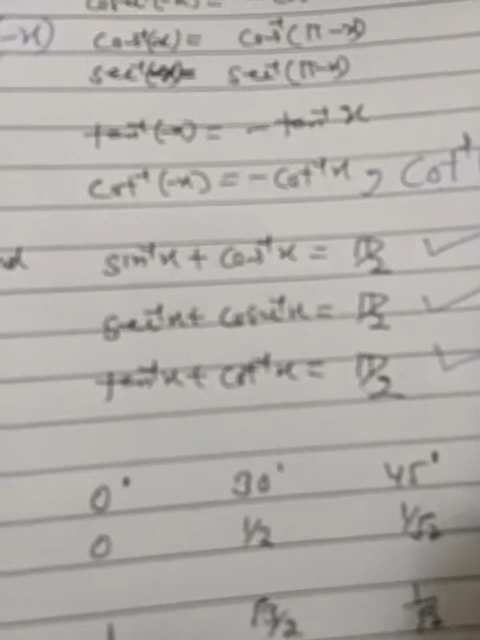 -x) cos⁻¹(x) = cos⁻¹(π-x)
sec⁻¹(-x) = sec⁻¹(π-x)
tan⁻¹(-x) = -tan⁻¹x
cot⁻¹(-x) = -cot⁻¹x, cot⁻¹
sin⁻¹x + cos⁻¹x = π/2 ✓
sec⁻¹x + cosec⁻¹x = π/2 ✓
tan⁻¹x + cot⁻¹x = π/2 ✓
0° 30° 45°
0 1/2 1/√2
√3/2 1/√2